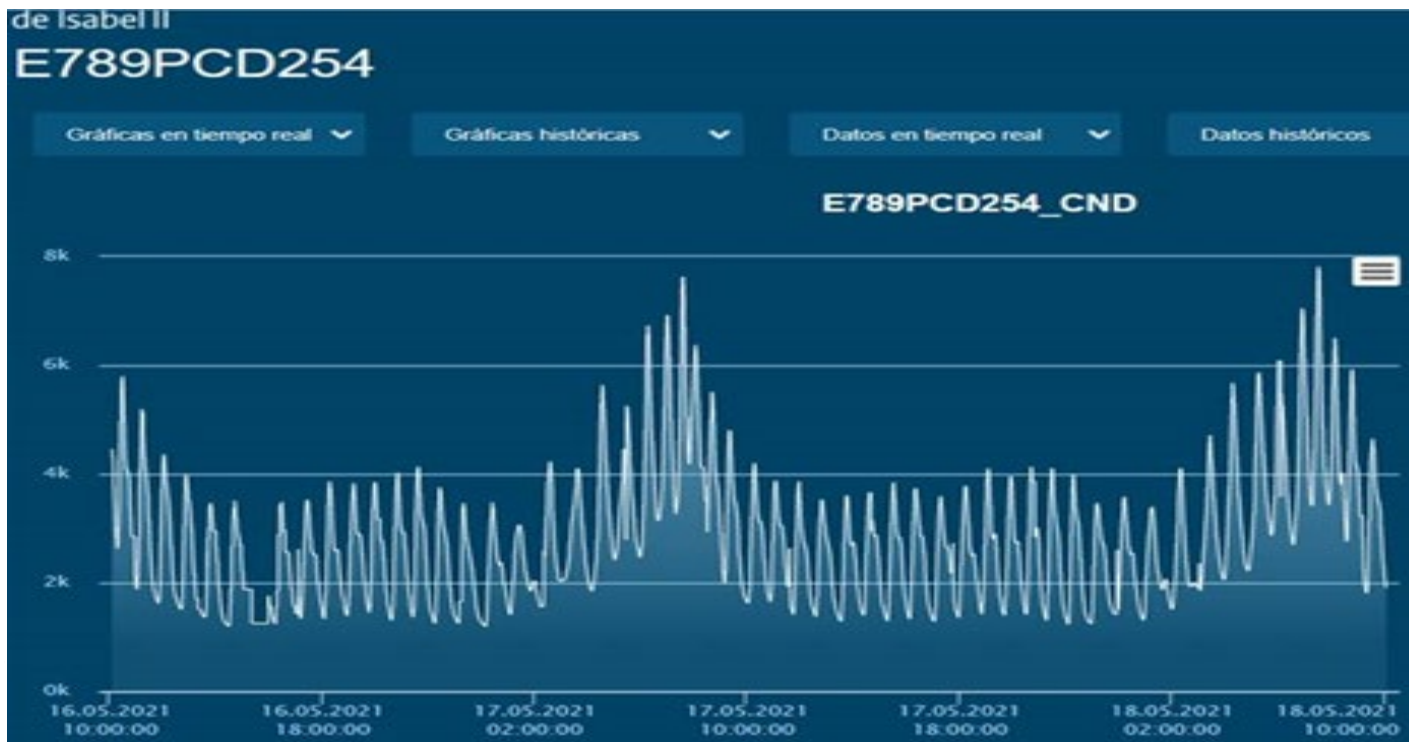 de Isabel II
E789PCD254
Gráficas en tiempo real
Gráficas históricas
Datos en tiempo real
Datos históricos
E789PCD254_CND
8k
6k
4k
2k
0k
16.05.2021 16.05.2021 17.05.2021 17.05.2021 17.05.2021 18.05.2021 18.05.2021
10:00:00 18:00:00 02:00:00 10:00:00 18:00:00 02:00:00 10:00:00